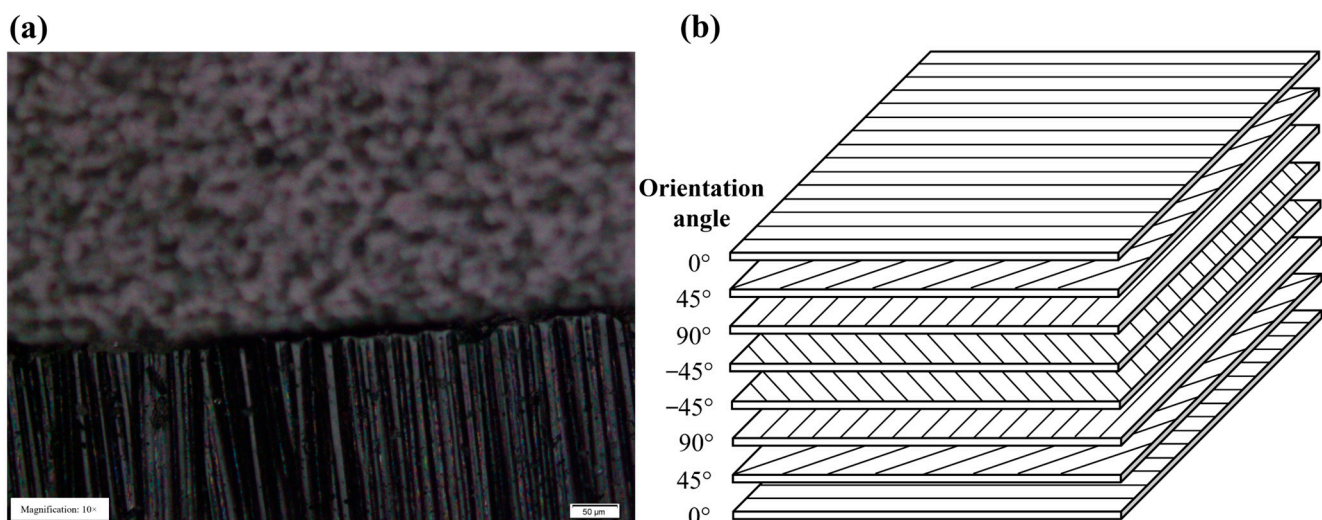 (a)
Magnification: 10×
50 μm
(b)
Orientation
angle
0°
45°
90°
−45°
−45°
90°
45°
0°